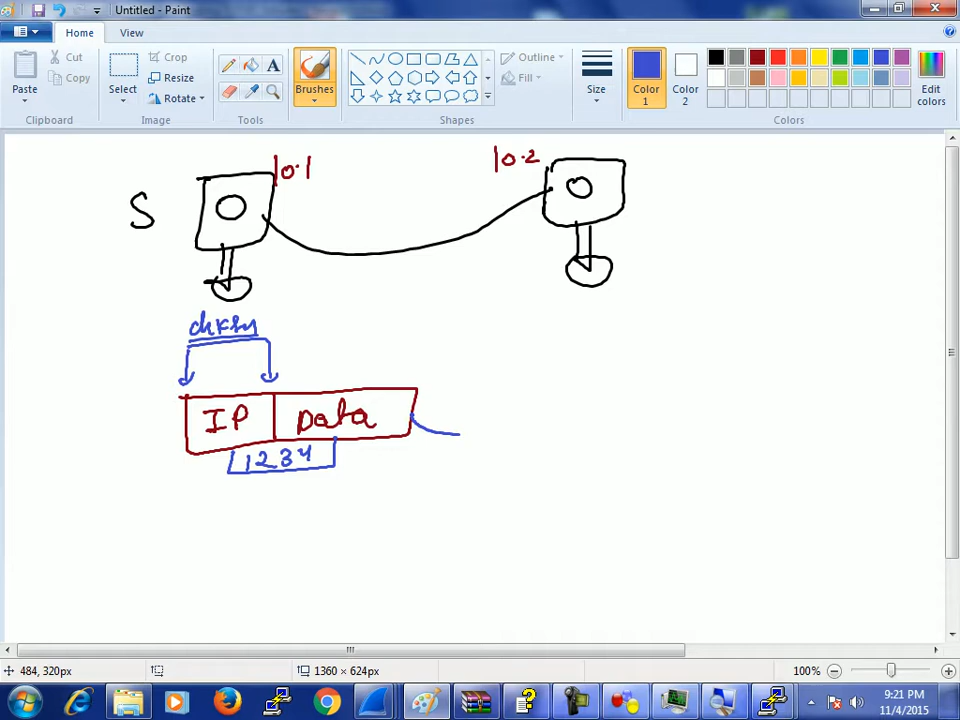 Untitled - Paint
Home
View
Paste
Cut
Copy
Clipboard
Select
Crop
Resize
Rotate
Image
Tools
Brushes
Shapes
Outline
Fill
Size
Color
1
Color
2
Edit
colors
Colors
10.1
10.2
S
IP
Data
1234
484, 320px
1360 × 624px
100%
9:21 PM
11/4/2015